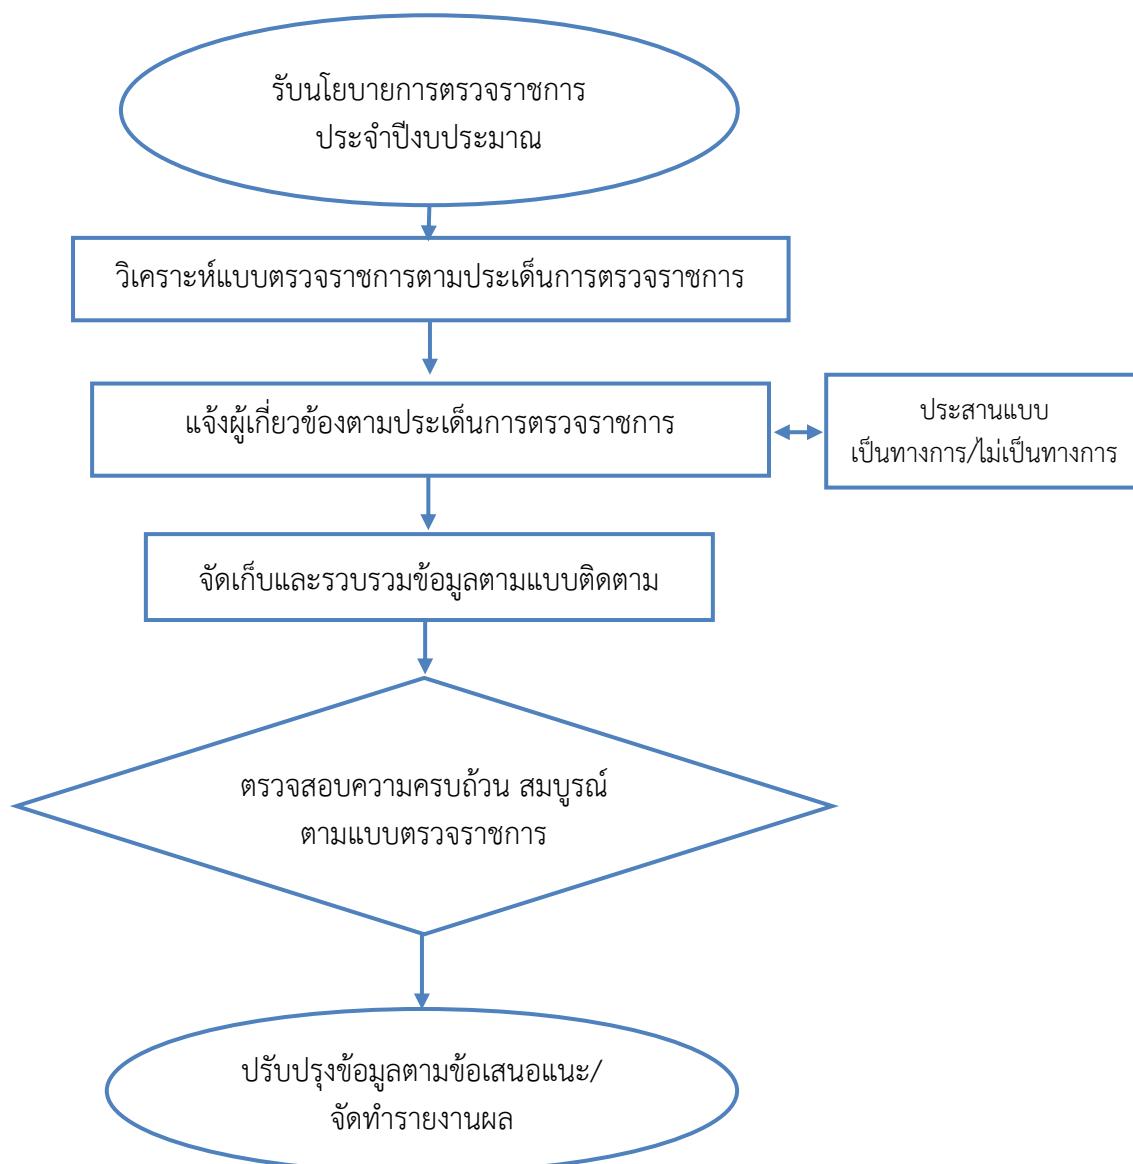 รับนโยบายการตรวจราชการ
ประจำปีงบประมาณ
วิเคราะห์แบบตรวจราชการตามประเด็นการตรวจราชการ
แจ้งผู้เกี่ยวข้องตามประเด็นการตรวจราชการ
ประสานแบบ
เป็นทางการ/ไม่เป็นทางการ
จัดเก็บและรวบรวมข้อมูลตามแบบติดตาม
ตรวจสอบความครบถ้วน สมบูรณ์
ตามแบบตรวจราชการ
ปรับปรุงข้อมูลตามข้อเสนอแนะ/
จัดทำรายงานผล